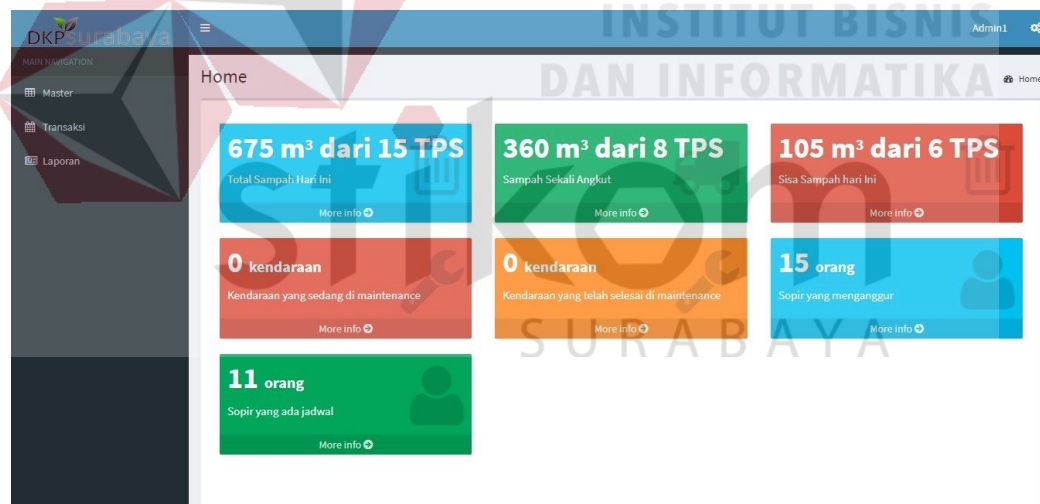 INSTITUT BISNIS
DAN INFORMATIKA
stikom
SURABAYA
DKPSurabaya
Admin1
MAIN NAVIGATION
Master
Transaksi
Laporan
Home
Home
675 m³ dari 15 TPS
Total Sampah Hari Ini
More info
360 m³ dari 8 TPS
Sampah Sekali Angkut
More info
105 m³ dari 6 TPS
Sisa Sampah hari Ini
More info
0 kendaraan
Kendaraan yang sedang di maintenance
More info
0 kendaraan
Kendaraan yang telah selesai di maintenance
More info
15 orang
Sopir yang menganggur
More info
11 orang
Sopir yang ada jadwal
More info